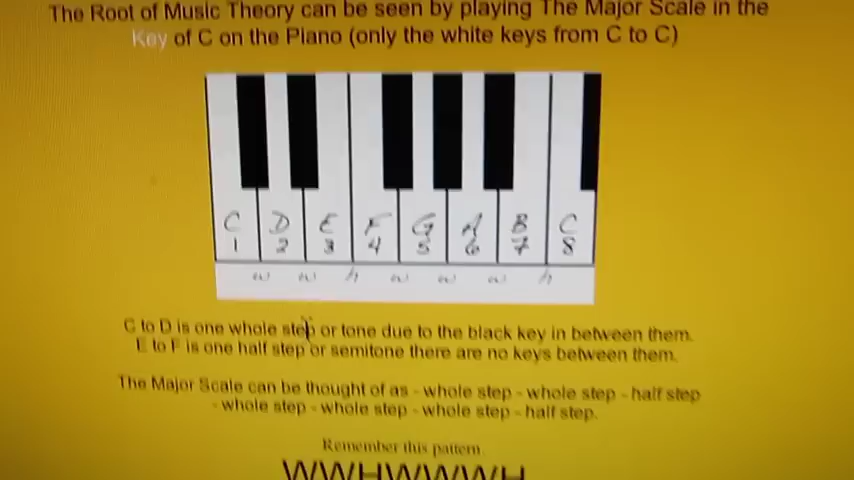 The Root of Music Theory can be seen by playing The Major Scale in the
Key of C on the Piano (only the white keys from C to C)
C D E F G A B C
1 2 3 4 5 6 7 8
w w h w w w h
C to D is one whole step or tone due to the black key in between them.
E to F is one half step or semitone there are no keys between them.
The Major Scale can be thought of as - whole step - whole step - half step
- whole step - whole step - whole step - half step.
Remember this pattern
WWHWWWH